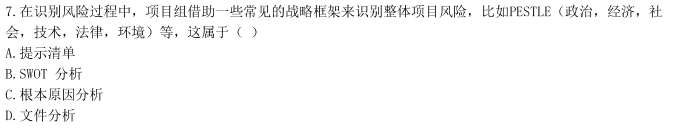 7.在识别风险过程中，项目组借助一些常见的战略框架来识别整体项目风险，比如PESTLE（政治，经济，社
会，技术，法律，环境）等，这属于（ ）
A.提示清单
B.SWOT 分析
C.根本原因分析
D.文件分析